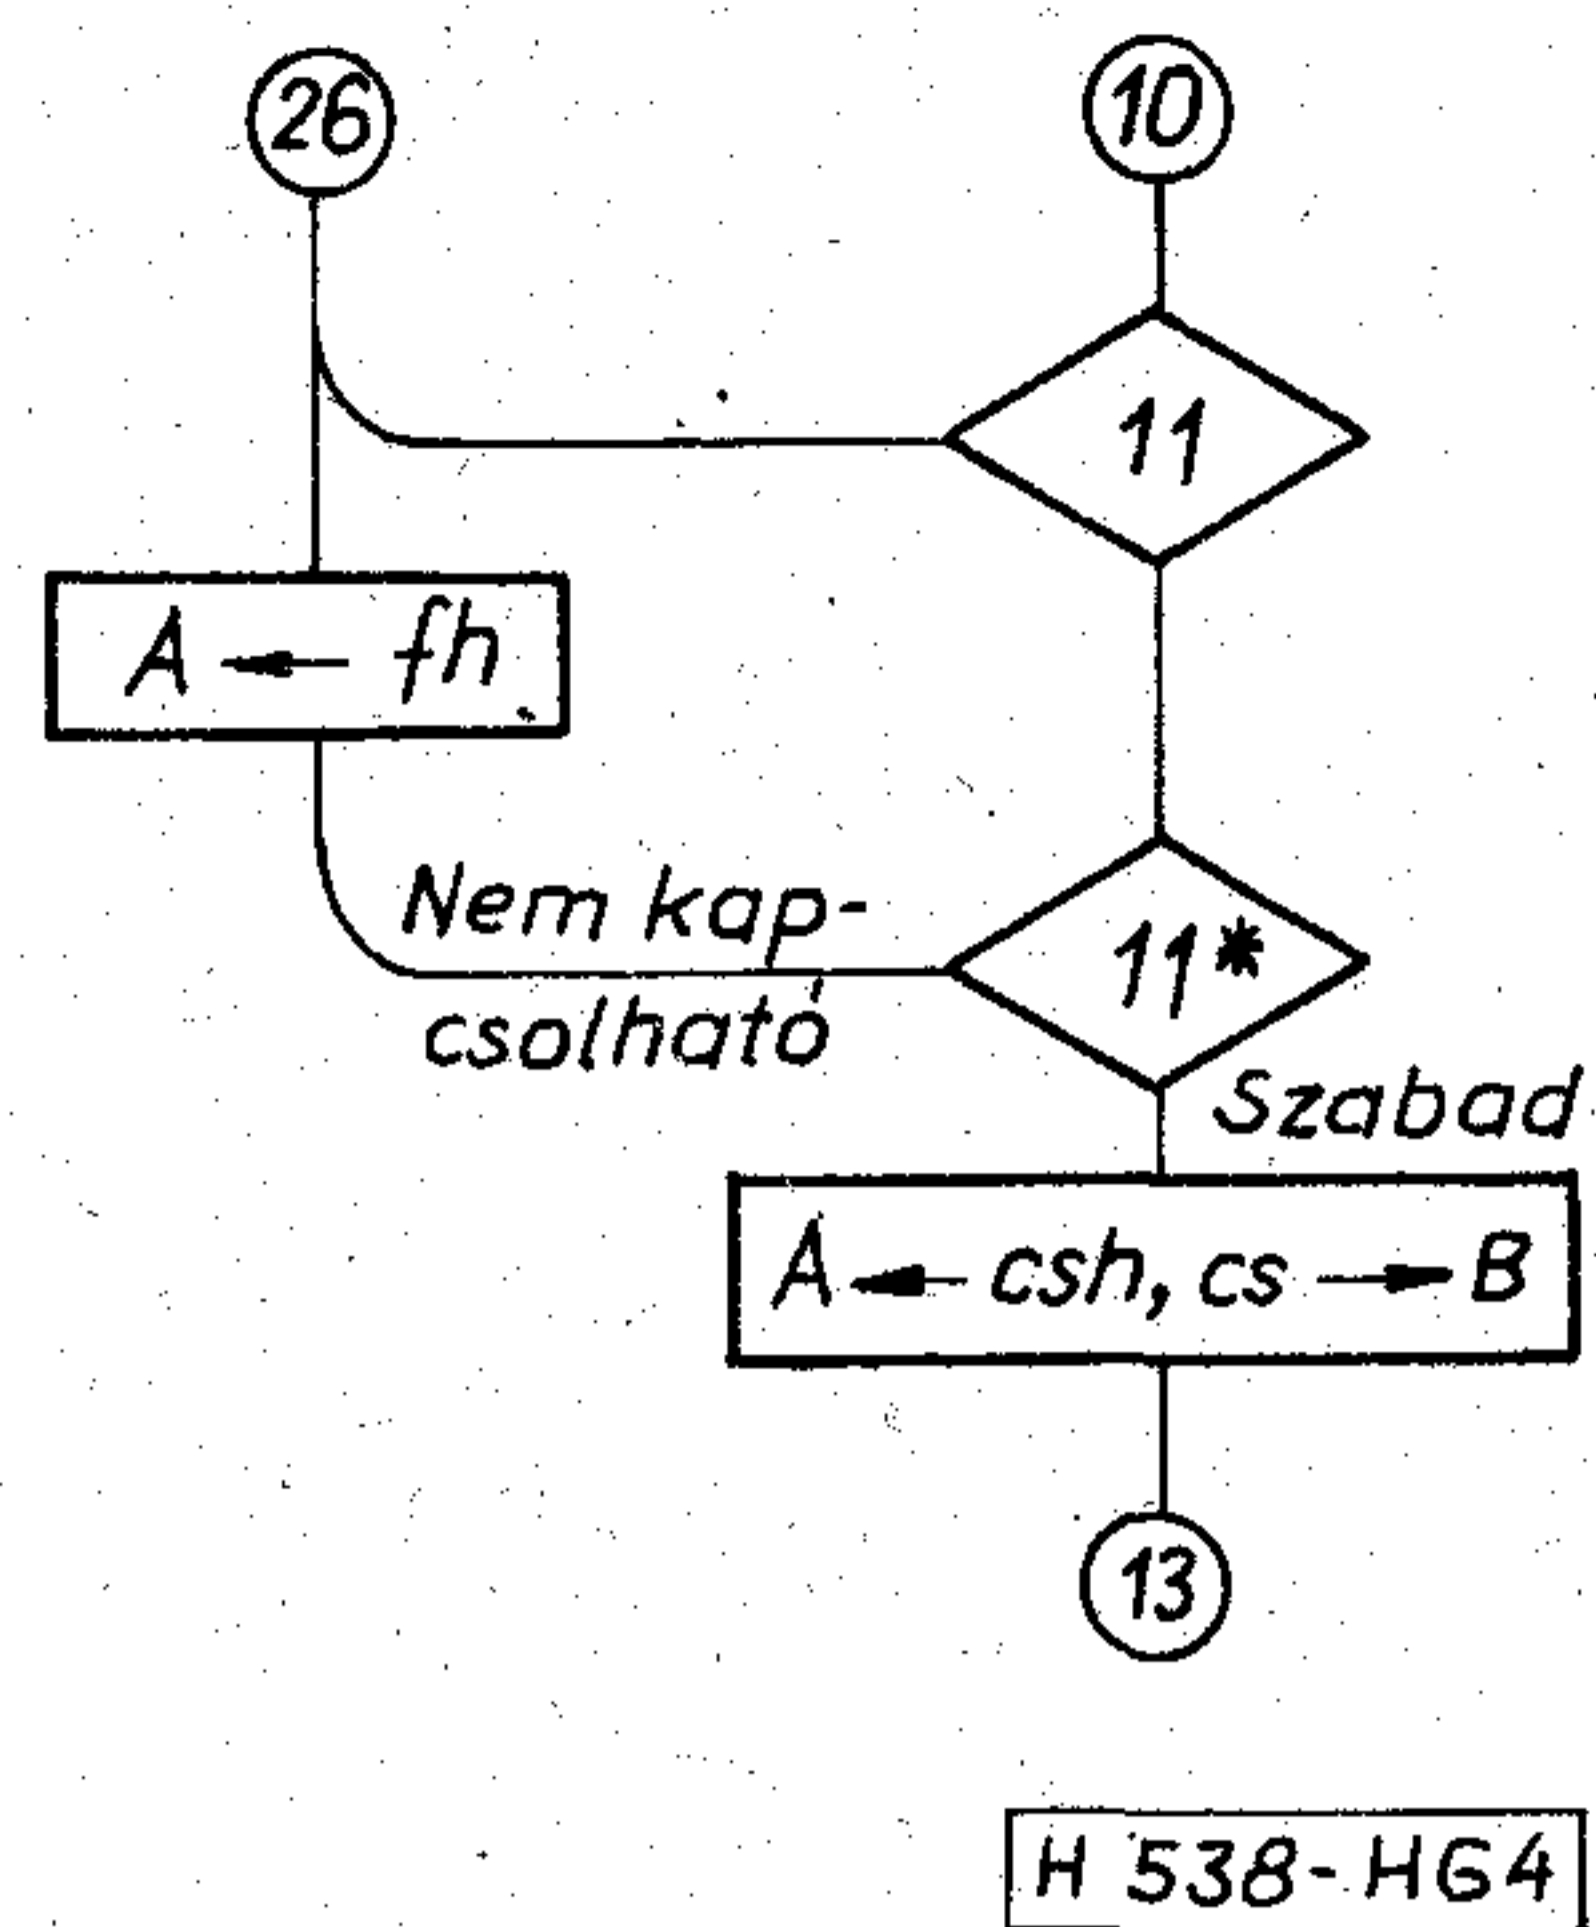 26
10
11
A ← fh
Nem kap-
csolható
11*
Szabad
A ← csh, cs → B
13
H 538-HG4